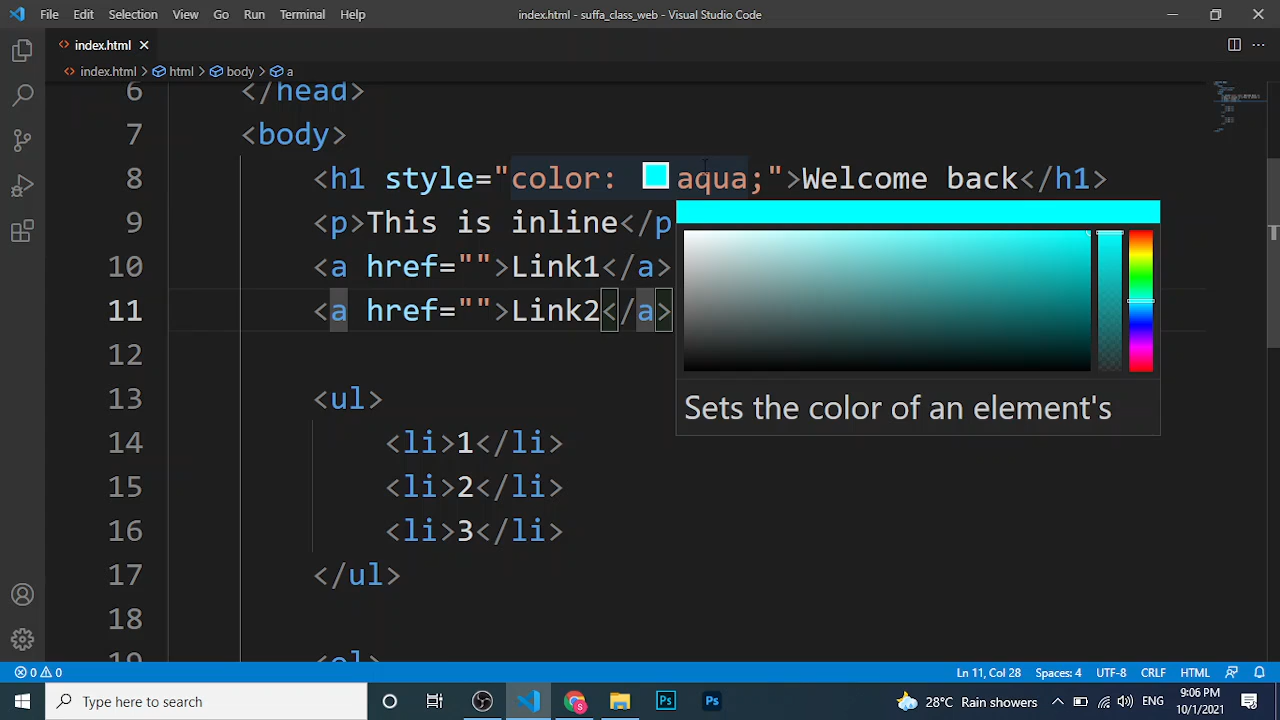 File Edit Selection View Go Run Terminal Help index.html - suffa_class_web - Visual Studio Code
index.html
index.html > html > body > a
6 </head>
7 <body>
8 <h1 style="color: aqua;">Welcome back</h1>
9 <p>This is inline</p
10 <a href="">Link1</a>
11 <a href="">Link2</a>
12
Sets the color of an element's
13 <ul>
14 <li>1</li>
15 <li>2</li>
16 <li>3</li>
17 </ul>
18
19 <ol>
0 0 Ln 11, Col 28 Spaces: 4 UTF-8 CRLF HTML
Type here to search S Ps Ps 28°C Rain showers ENG 9:06 PM
10/1/2021